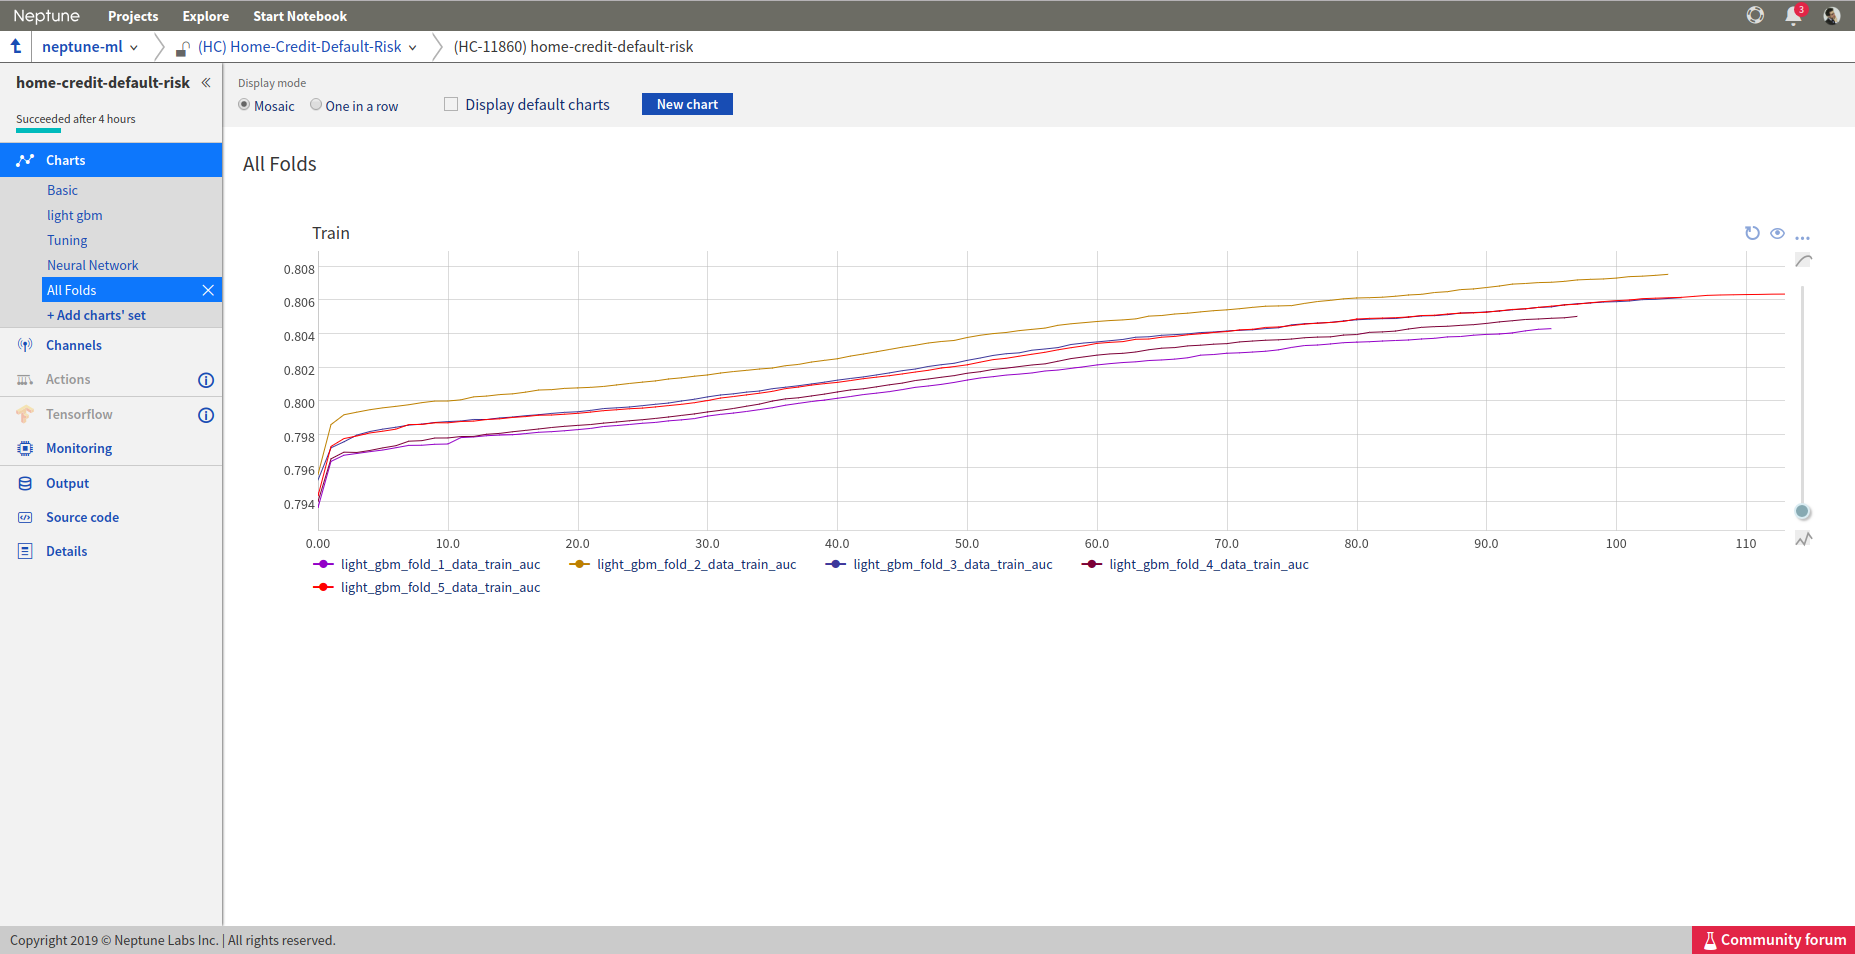 Neptune Projects Explore Start Notebook 3
neptune-ml (HC) Home-Credit-Default-Risk (HC-11860) home-credit-default-risk
home-credit-default-risk «
Succeeded after 4 hours
Charts
Basic
light gbm
Tuning
Neural Network
All Folds
+ Add charts' set
Channels
Actions
Tensorflow
Monitoring
Output
Source code
Details
Display mode
Mosaic One in a row Display default charts New chart
All Folds
Train
0.808
0.806
0.804
0.802
0.800
0.798
0.796
0.794
0.00 10.0 20.0 30.0 40.0 50.0 60.0 70.0 80.0 90.0 100 110
light_gbm_fold_1_data_train_auc light_gbm_fold_2_data_train_auc light_gbm_fold_3_data_train_auc light_gbm_fold_4_data_train_auc
light_gbm_fold_5_data_train_auc
Copyright 2019 © Neptune Labs Inc. | All rights reserved. Community forum